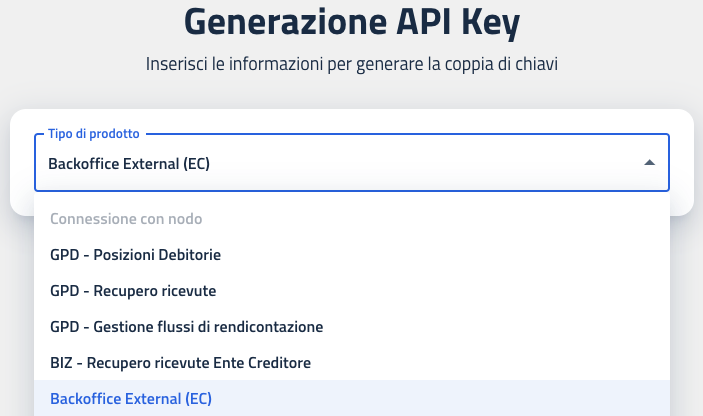 Generazione API Key
Inserisci le informazioni per generare la coppia di chiavi
Tipo di prodotto
Backoffice External (EC)
Connessione con nodo
GPD - Posizioni Debitorie
GPD - Recupero ricevute
GPD - Gestione flussi di rendicontazione
BIZ - Recupero ricevute Ente Creditore
Backoffice External (EC)